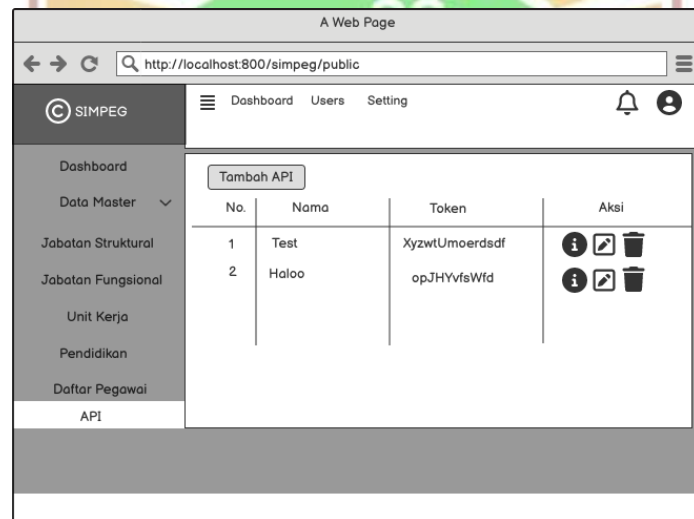 A Web Page
http://localhost:800/simpeg/public
© SIMPEG
Dashboard Users Setting
Dashboard
Data Master
Jabatan Struktural
Jabatan Fungsional
Unit Kerja
Pendidikan
Daftar Pegawai
API
Tambah API
No. Nama Token Aksi
1 Test XyzwtUmoerdsdf
2 Haloo opJHYvfsWfd